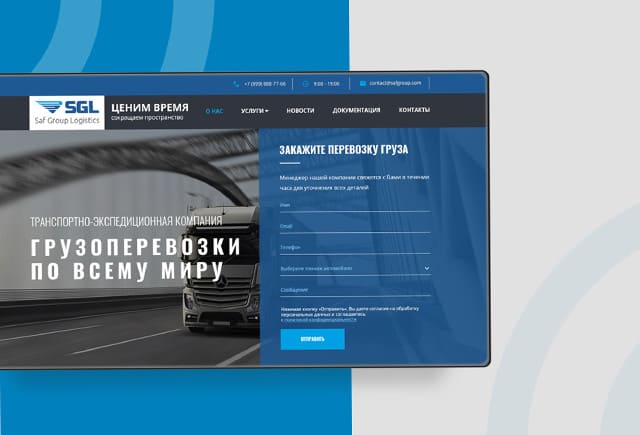 +7 (999) 888-77-66
9:00 - 19:00
contact@safgroup.com
SGL
Saf Group Logistics
ЦЕНИМ ВРЕМЯ
сокращаем пространство
О НАС
УСЛУГИ
НОВОСТИ
ДОКУМЕНТАЦИЯ
КОНТАКТЫ
ТРАНСПОРТНО-ЭКСПЕДИЦИОННАЯ КОМПАНИЯ
ГРУЗОПЕРЕВОЗКИ
ПО ВСЕМУ МИРУ
ЗАКАЖИТЕ ПЕРЕВОЗКУ ГРУЗА
Менеджер нашей компании свяжется с Вами в течении
часа для уточнения всех деталей
Имя
Email
Телефон
Выберите тоннаж автомобиля
Сообщение
Нажимая кнопку «Отправить», Вы даете согласие на обработку
персональных данных и соглашаетесь
с политикой конфиденциальности
ОТПРАВИТЬ